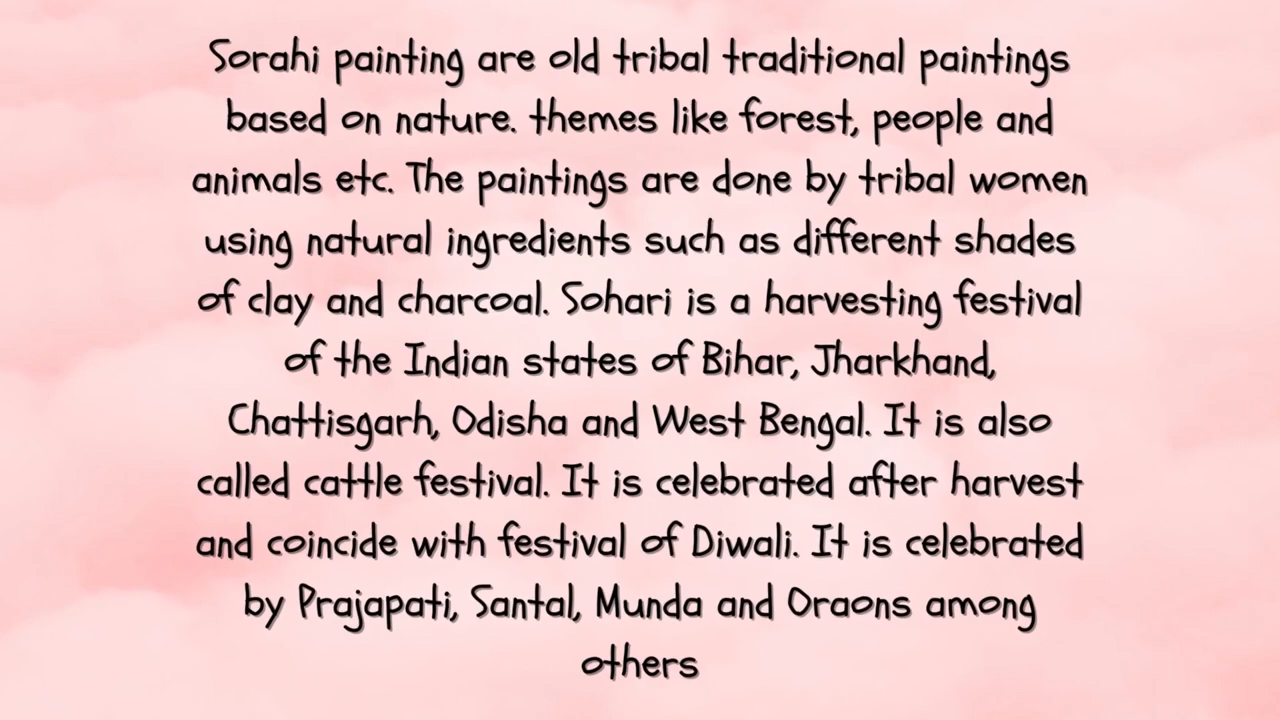 Sorahi painting are old tribal traditional paintings
based on nature. themes like forest, people and
animals etc. The paintings are done by tribal women
using natural ingredients such as different shades
of clay and charcoal. Sohari is a harvesting festival
of the Indian states of Bihar, Jharkhand,
Chattisgarh, Odisha and West Bengal. It is also
called cattle festival. It is celebrated after harvest
and coincide with festival of Diwali. It is celebrated
by Prajapati, Santal, Munda and Oraons among
others